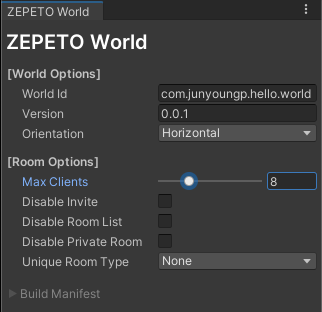 ZEPETO World
ZEPETO World
[World Options]
World Id com.junyoungp.hello.world
Version 0.0.1
Orientation Horizontal
[Room Options]
Max Clients 8
Disable Invite
Disable Room List
Disable Private Room
Unique Room Type None
Build Manifest